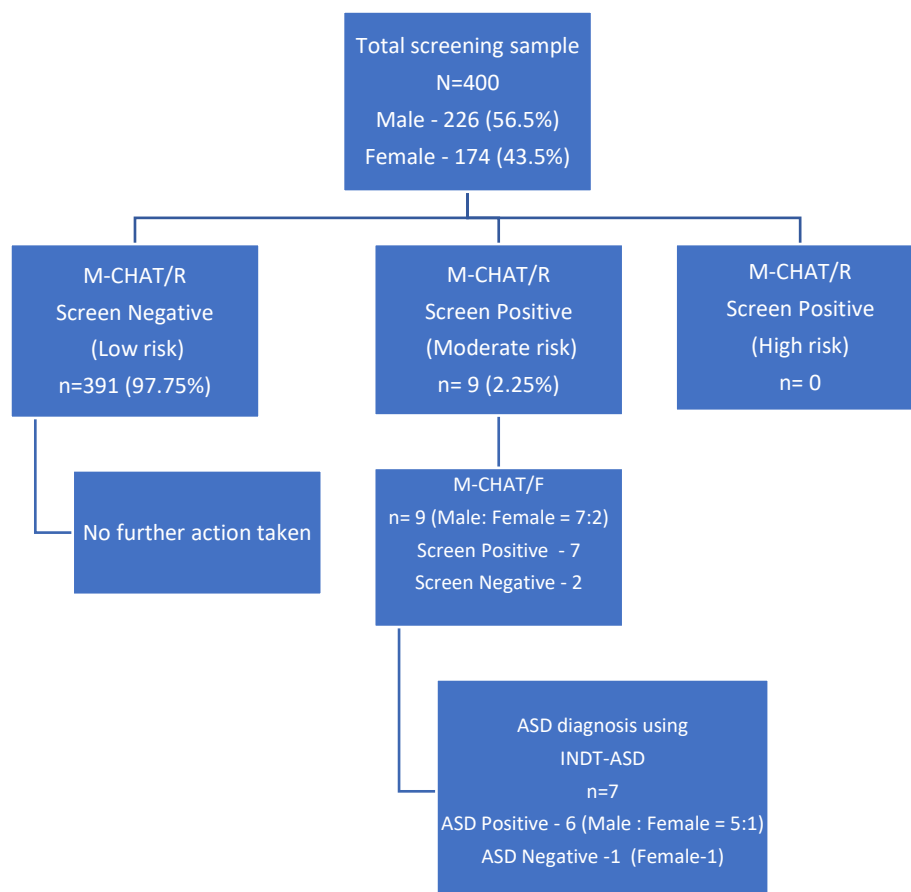 Total screening sample
N=400
Male - 226 (56.5%)
Female - 174 (43.5%)
M-CHAT/R
Screen Negative
(Low risk)
n=391 (97.75%)
M-CHAT/R
Screen Positive
(Moderate risk)
n= 9 (2.25%)
M-CHAT/R
Screen Positive
(High risk)
n= 0
No further action taken
M-CHAT/F
n= 9 (Male: Female = 7:2)
Screen Positive - 7
Screen Negative - 2
ASD diagnosis using
INDT-ASD
n=7
ASD Positive - 6 (Male : Female = 5:1)
ASD Negative -1 (Female-1)